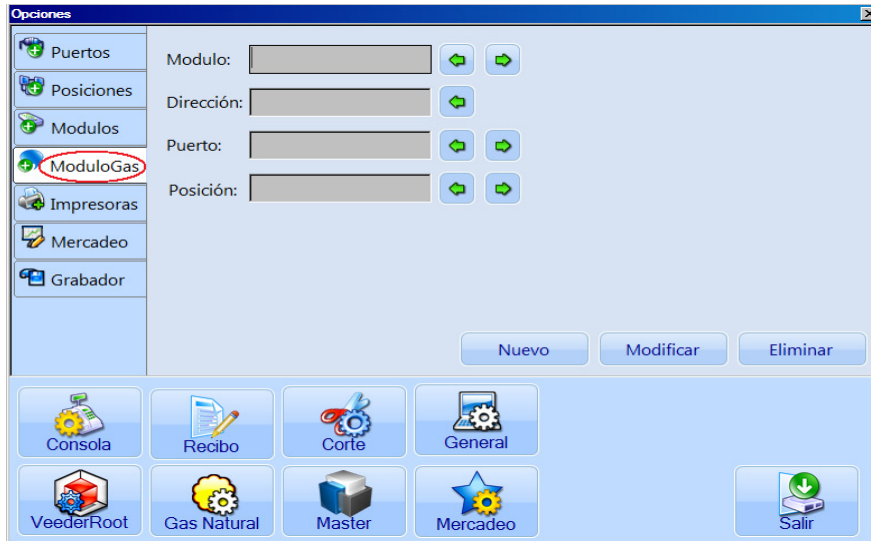 Opciones
Puertos
Posiciones
Modulos
ModuloGas
Impresoras
Mercadeo
Grabador
Modulo:
Dirección:
Puerto:
Posición:
Nuevo Modificar Eliminar
Consola Recibo Corte General
VeederRoot Gas Natural Master Mercadeo Salir